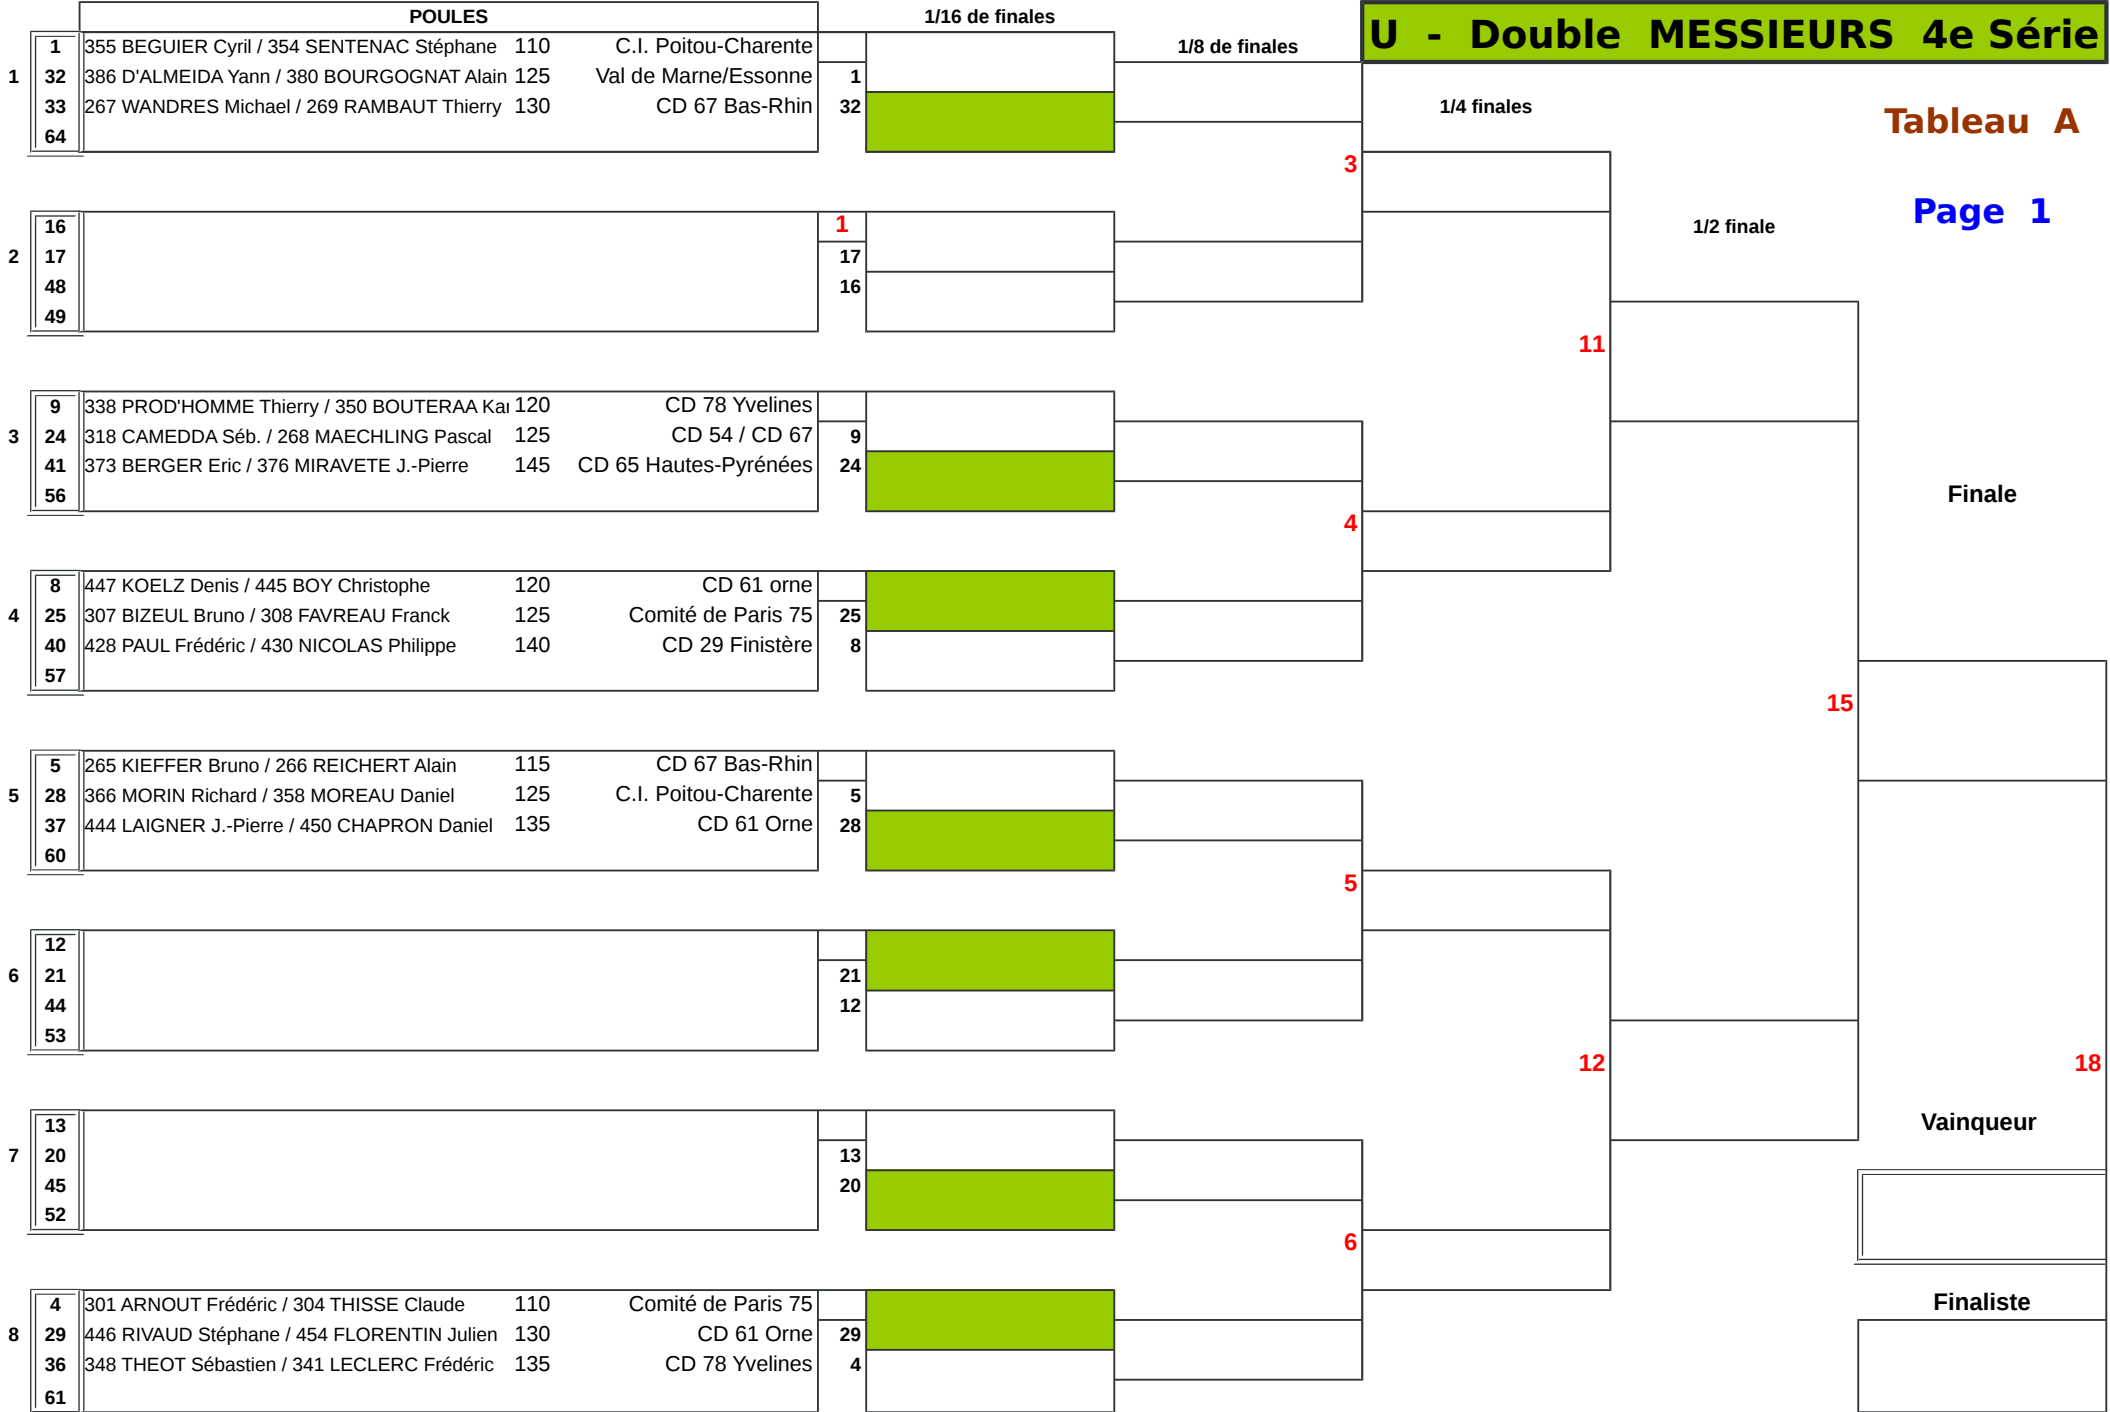 POULES 1/16 de finales
U - Double MESSIEURS 4e Série
1/8 de finales
1 355 BEGUIER Cyril / 354 SENTENAC Stéphane 110 C.I. Poitou-Charente
1 32 386 D'ALMEIDA Yann / 380 BOURGOGNAT Alain 125 Val de Marne/Essonne 1
33 267 WANDRES Michael / 269 RAMBAUT Thierry 130 CD 67 Bas-Rhin 32 1/4 finales
Tableau A
64
3
Page 1
16 1 1/2 finale
2 17 17
48 16
49
11
9 338 PROD'HOMME Thierry / 350 BOUTERAA Kar 120 CD 78 Yvelines
3 24 318 CAMEDDA Séb. / 268 MAECHLING Pascal 125 CD 54 / CD 67 9
41 373 BERGER Eric / 376 MIRAVETE J.-Pierre 145 CD 65 Hautes-Pyrénées 24
56 Finale
4
8 447 KOELZ Denis / 445 BOY Christophe 120 CD 61 orne
4 25 307 BIZEUL Bruno / 308 FAVREAU Franck 125 Comité de Paris 75 25
40 428 PAUL Frédéric / 430 NICOLAS Philippe 140 CD 29 Finistère 8
57
15
5 265 KIEFFER Bruno / 266 REICHERT Alain 115 CD 67 Bas-Rhin
5 28 366 MORIN Richard / 358 MOREAU Daniel 125 C.I. Poitou-Charente 5
37 444 LAIGNER J.-Pierre / 450 CHAPRON Daniel 135 CD 61 Orne 28
60
5
12
6 21 21
44 12
53
12 18
13 Vainqueur
7 20 13
45 20
52
6
4 301 ARNOUT Frédéric / 304 THISSE Claude 110 Comité de Paris 75 Finaliste
8 29 446 RIVAUD Stéphane / 454 FLORENTIN Julien 130 CD 61 Orne 29
36 348 THEOT Sébastien / 341 LECLERC Frédéric 135 CD 78 Yvelines 4
61